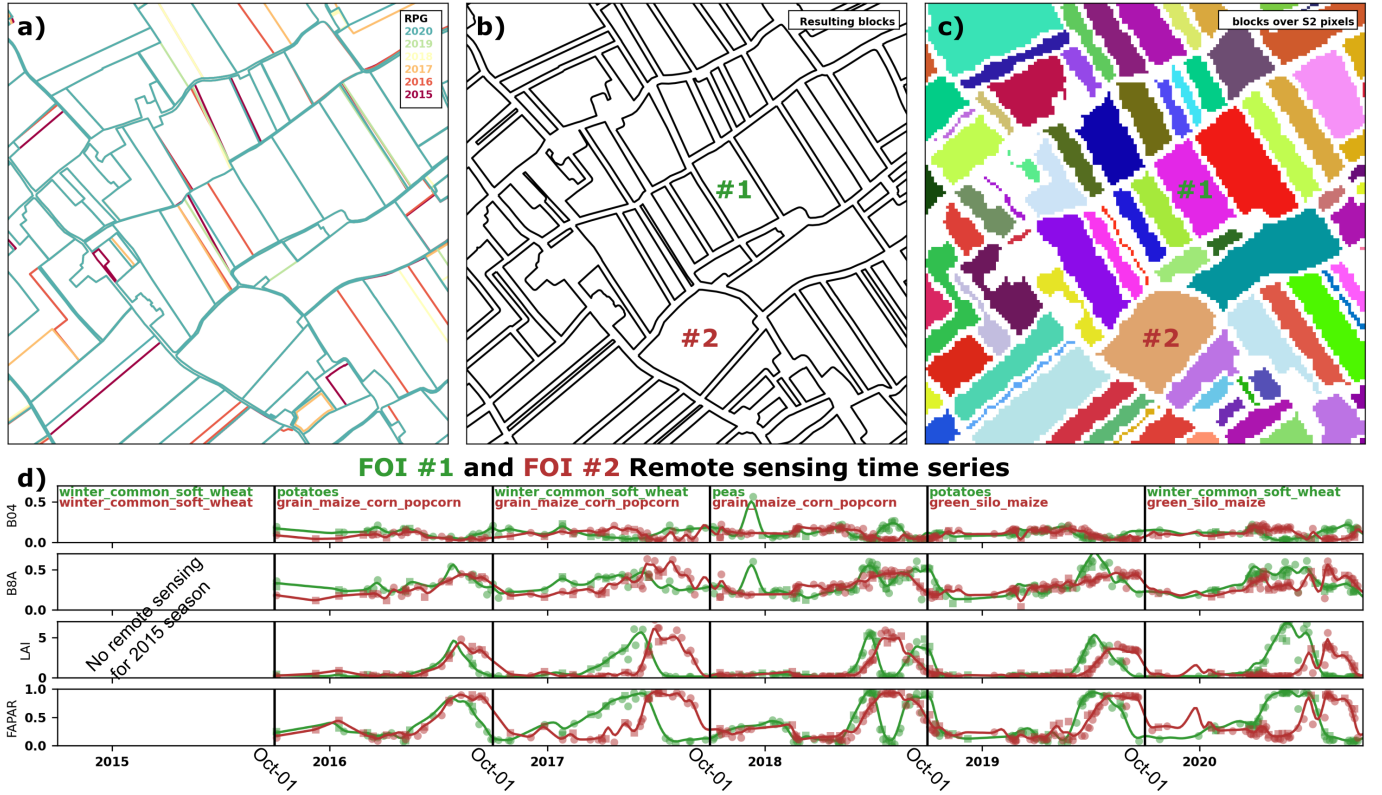 a)
RPG
2020
2019
2018
2017
2016
2015
b)
Resulting blocks
#1
#2
c)
blocks over S2 pixels
#1
#2
d)
FOI #1 and FOI #2 Remote sensing time series
winter_common_soft_wheat
winter_common_soft_wheat
potatoes
grain_maize_corn_popcorn
winter_common_soft_wheat
grain_maize_corn_popcorn
peas
grain_maize_corn_popcorn
potatoes
green_silo_maize
winter_common_soft_wheat
green_silo_maize
B04
0.5
0.0
B8A
0.5
0.0
LAI
5
0
FAPAR
1.0
0.5
0.0
No remote sensing
for 2015 season
2015
Oct-01
2016
Oct-01
2017
Oct-01
2018
Oct-01
2019
Oct-01
2020